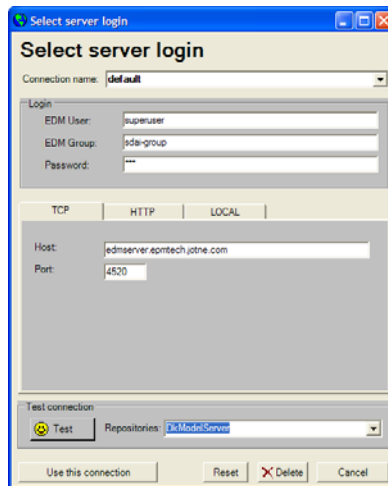 Select server login
Select server login
Connection name: default
Login
EDM User: superuser
EDM Group: sdai-group
Password: ***
TCP HTTP LOCAL
Host: edmserver.epmtech.jotne.com
Port: 4520
Test connection
Test Repositories: DkModelServer
Use this connection Reset Delete Cancel